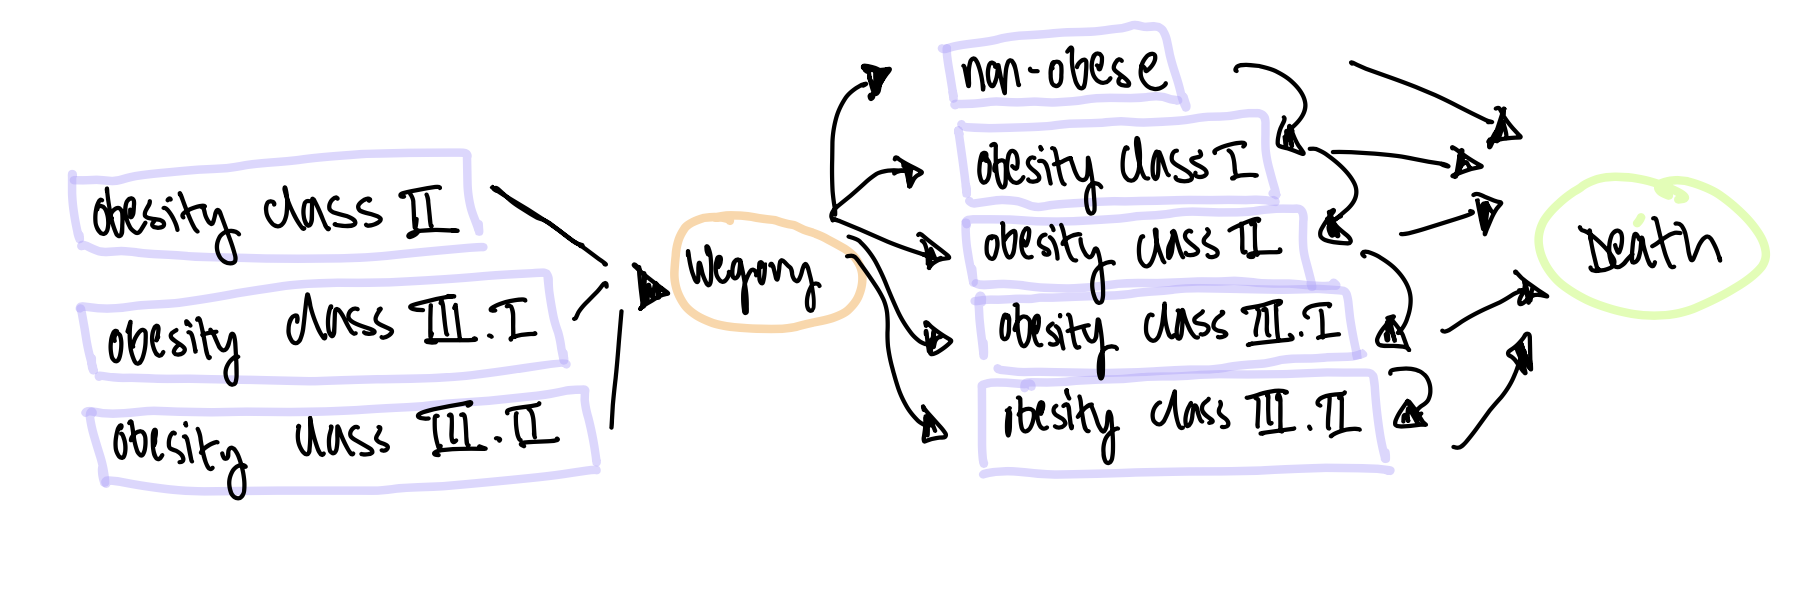 obesity class II
obesity class III.I
obesity class III.II
Wegovy
non-obese
obesity class I
obesity class II
obesity class III.I
obesity class III.II
Death